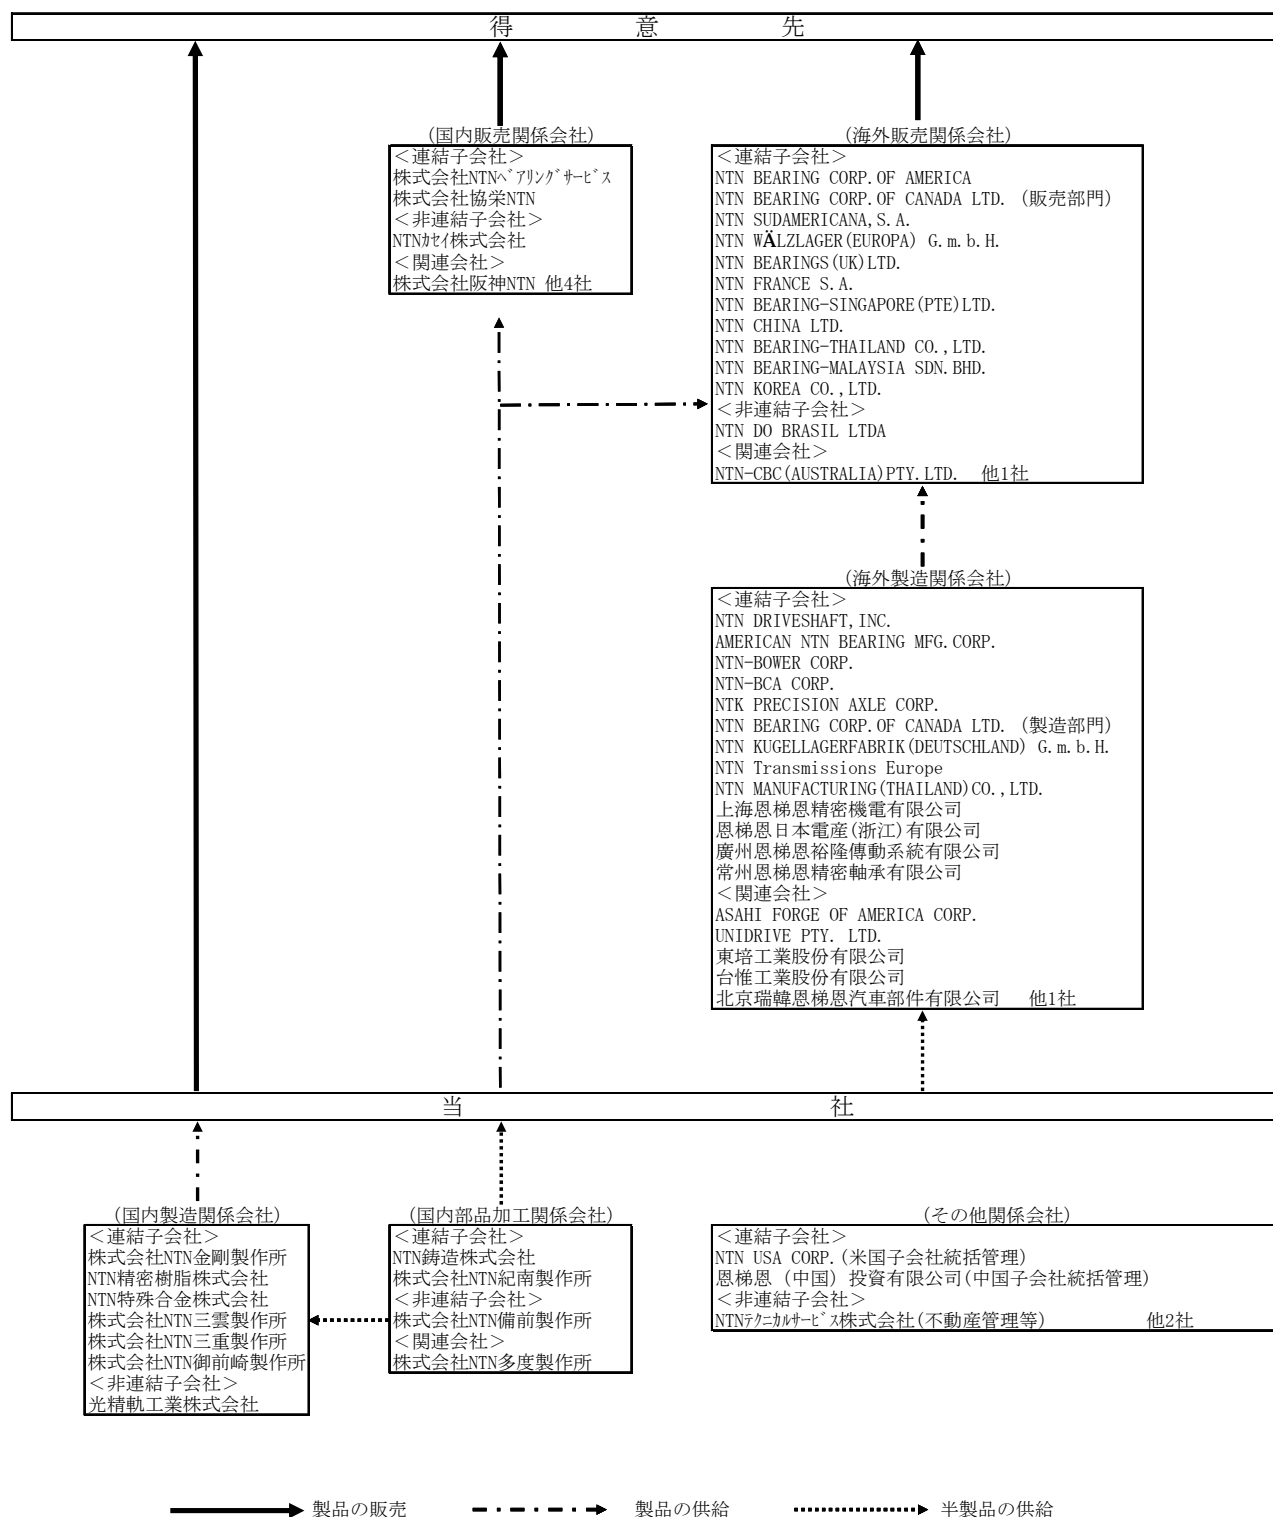 得意先
(国内販売関係会社)
＜連結子会社＞
株式会社NTNﾍﾞｱﾘﾝｸﾞｻｰﾋﾞｽ
株式会社協栄NTN
＜非連結子会社＞
NTNｶｾｲ株式会社
＜関連会社＞
株式会社阪神NTN 他4社
(海外販売関係会社)
＜連結子会社＞
NTN BEARING CORP.OF AMERICA
NTN BEARING CORP.OF CANADA LTD. (販売部門)
NTN SUDAMERICANA,S.A.
NTN WÄLZLAGER(EUROPA) G.m.b.H.
NTN BEARINGS(UK)LTD.
NTN FRANCE S.A.
NTN BEARING-SINGAPORE(PTE)LTD.
NTN CHINA LTD.
NTN BEARING-THAILAND CO.,LTD.
NTN BEARING-MALAYSIA SDN.BHD.
NTN KOREA CO.,LTD.
＜非連結子会社＞
NTN DO BRASIL LTDA
＜関連会社＞
NTN-CBC(AUSTRALIA)PTY.LTD. 他1社
(海外製造関係会社)
＜連結子会社＞
NTN DRIVESHAFT,INC.
AMERICAN NTN BEARING MFG.CORP.
NTN-BOWER CORP.
NTN-BCA CORP.
NTK PRECISION AXLE CORP.
NTN BEARING CORP.OF CANADA LTD. (製造部門)
NTN KUGELLAGERFABRIK(DEUTSCHLAND) G.m.b.H.
NTN Transmissions Europe
NTN MANUFACTURING(THAILAND)CO.,LTD.
上海恩梯恩精密機電有限公司
恩梯恩日本電産(浙江)有限公司
廣州恩梯恩裕隆傳動系統有限公司
常州恩梯恩精密軸承有限公司
＜関連会社＞
ASAHI FORGE OF AMERICA CORP.
UNIDRIVE PTY. LTD.
東培工業股份有限公司
台惟工業股份有限公司
北京瑞韓恩梯恩汽車部件有限公司 他1社
当社
(国内製造関係会社)
＜連結子会社＞
株式会社NTN金剛製作所
NTN精密樹脂株式会社
NTN特殊合金株式会社
株式会社NTN三雲製作所
株式会社NTN三重製作所
株式会社NTN御前崎製作所
＜非連結子会社＞
光精軌工業株式会社
(国内部品加工関係会社)
＜連結子会社＞
NTN鋳造株式会社
株式会社NTN紀南製作所
＜非連結子会社＞
株式会社NTN備前製作所
＜関連会社＞
株式会社NTN多度製作所
(その他関係会社)
＜連結子会社＞
NTN USA CORP.(米国子会社統括管理)
恩梯恩（中国）投資有限公司(中国子会社統括管理)
＜非連結子会社＞
NTNﾃｸﾆｶﾙｻｰﾋﾞｽ株式会社(不動産管理等) 他2社
製品の販売 製品の供給 半製品の供給